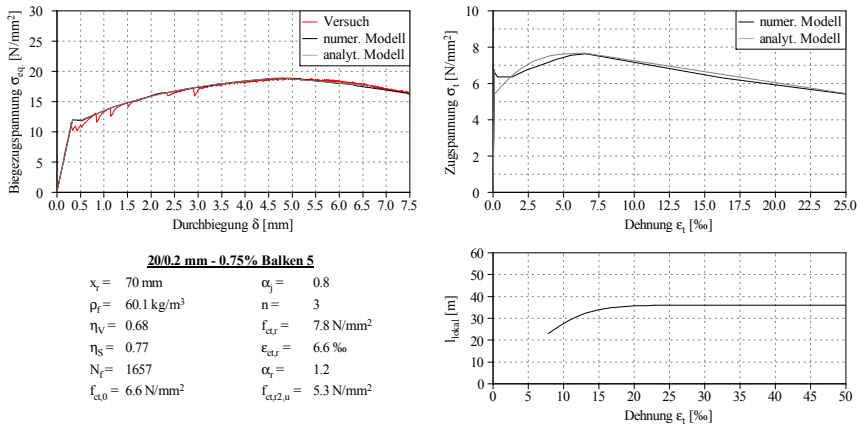 Biegezugspannung σeq. [N/mm²]
30
25
20
15
10
5
0
0.0 0.5 1.0 1.5 2.0 2.5 3.0 3.5 4.0 4.5 5.0 5.5 6.0 6.5 7.0 7.5
Durchbiegung δ [mm]
Versuch
numer. Modell
analyt. Modell
Zugspannung σt [N/mm²]
10
8
6
4
2
0
0.0 2.5 5.0 7.5 10.0 12.5 15.0 17.5 20.0 22.5 25.0
Dehnung εt [‰]
numer. Modell
analyt. Modell
20/0.2 mm - 0.75% Balken 5
xr = 70 mm αj = 0.8
ρf = 60.1 kg/m³ n = 3
ηV = 0.68 fct,r = 7.8 N/mm²
ηS = 0.77 εct,r = 6.6 ‰
Nf = 1657 αr = 1.2
fct,0 = 6.6 N/mm² fct,r2,u = 5.3 N/mm²
llokal [m]
60
50
40
30
20
10
0
0 5 10 15 20 25 30 35 40 45 50
Dehnung εt [‰]